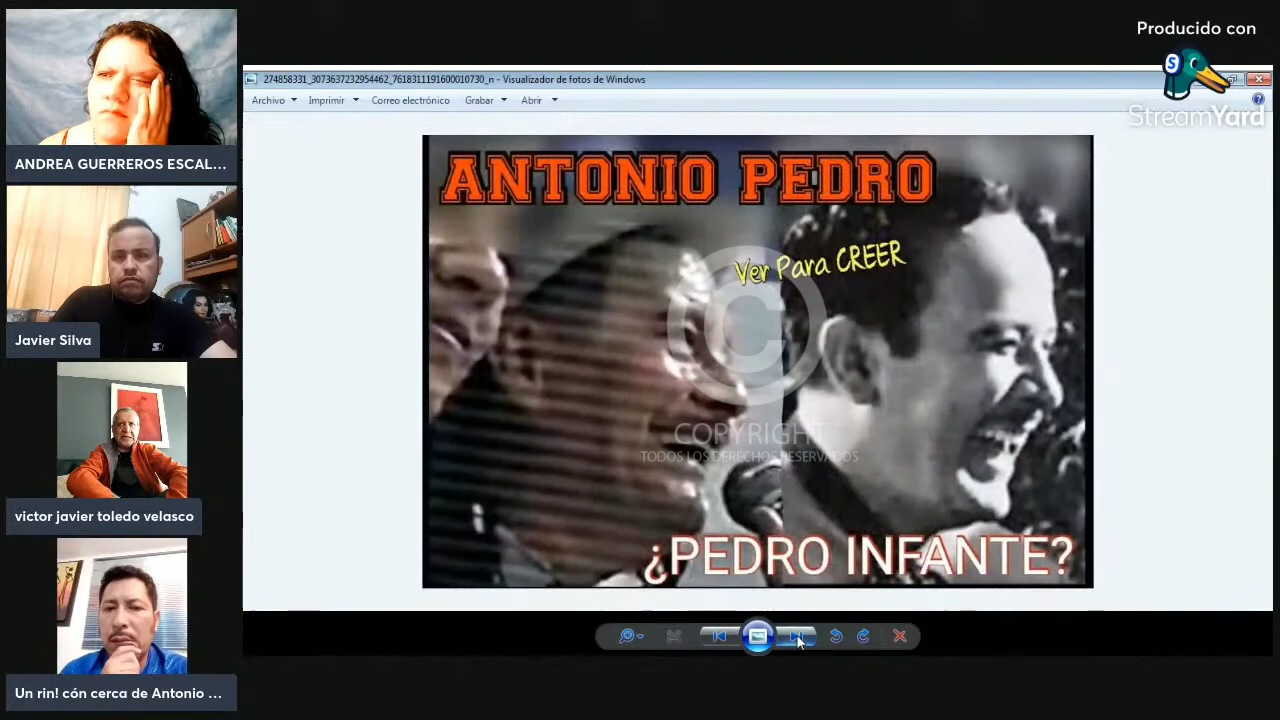 Producido con
StreamYard
ANDREA GUERREROS ESCAL...
Javier Silva
victor javier toledo velasco
Un rin! cón cerca de Antonio ...
274858331_3073637232954462_7618311191600010730_n - Visualizador de fotos de Windows
Archivo Imprimir Correo electrónico Grabar Abrir
ANTONIO PEDRO
Ver Para CREER
COPYRIGHT
TODOS LOS DERECHOS RESERVADOS
¿PEDRO INFANTE?